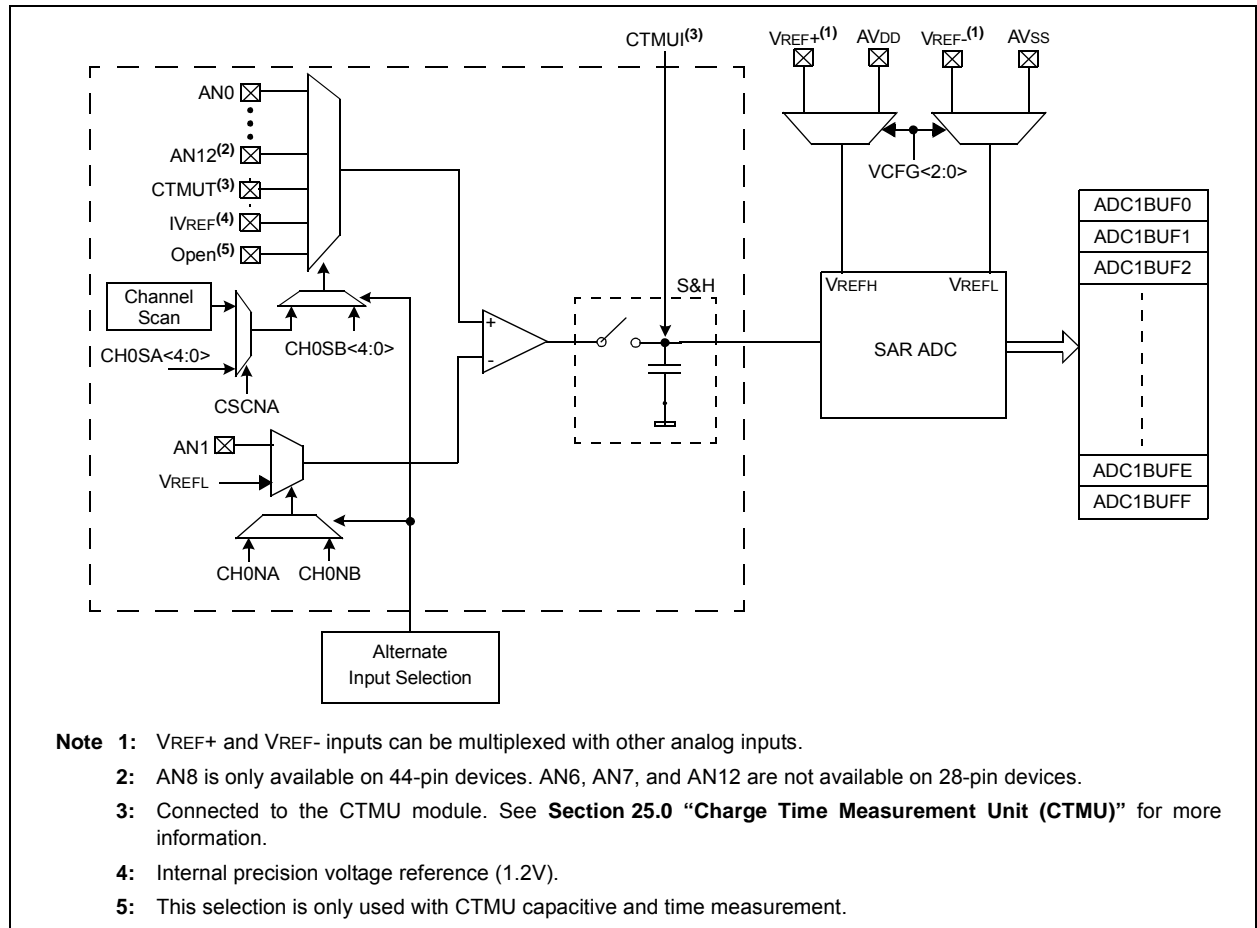 CTMUI(3)
VREF+(1) AVDD VREF-(1) AVSS
AN0
AN12(2)
CTMUT(3)
IVREF(4)
Open(5)
VCFG<2:0>
ADC1BUF0
ADC1BUF1
ADC1BUF2
Channel
Scan
S&H
VREFH VREFL
+
-
SAR ADC
CH0SA<4:0>
CH0SB<4:0>
CSCNA
AN1
VREFL
CH0NA CH0NB
ADC1BUFE
ADC1BUFF
Alternate
Input Selection
Note 1: VREF+ and VREF- inputs can be multiplexed with other analog inputs.
2: AN8 is only available on 44-pin devices. AN6, AN7, and AN12 are not available on 28-pin devices.
3: Connected to the CTMU module. See Section 25.0 “Charge Time Measurement Unit (CTMU)” for more
information.
4: Internal precision voltage reference (1.2V).
5: This selection is only used with CTMU capacitive and time measurement.